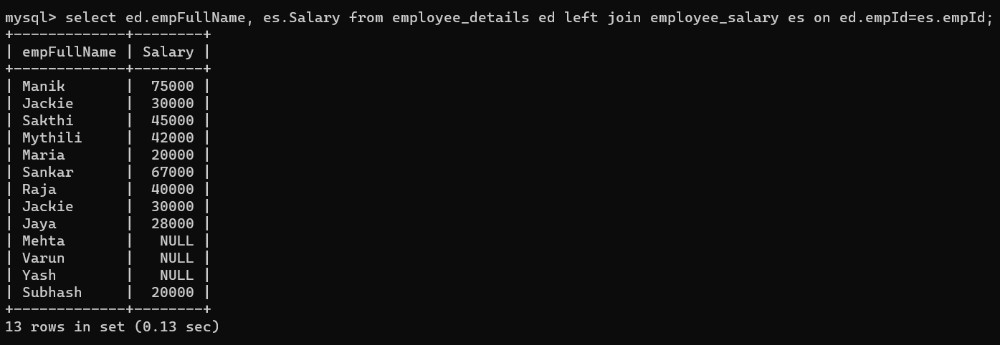 mysql> select ed.empFullName, es.Salary from employee_details ed left join employee_salary es on ed.empId=es.empId;
+-------------+--------+
| empFullName | Salary |
+-------------+--------+
| Manik       |  75000 |
| Jackie      |  30000 |
| Sakthi      |  45000 |
| Mythili     |  42000 |
| Maria       |  20000 |
| Sankar      |  67000 |
| Raja        |  40000 |
| Jackie      |  30000 |
| Jaya        |  28000 |
| Mehta       |   NULL |
| Varun       |   NULL |
| Yash        |   NULL |
| Subhash     |  20000 |
+-------------+--------+
13 rows in set (0.13 sec)